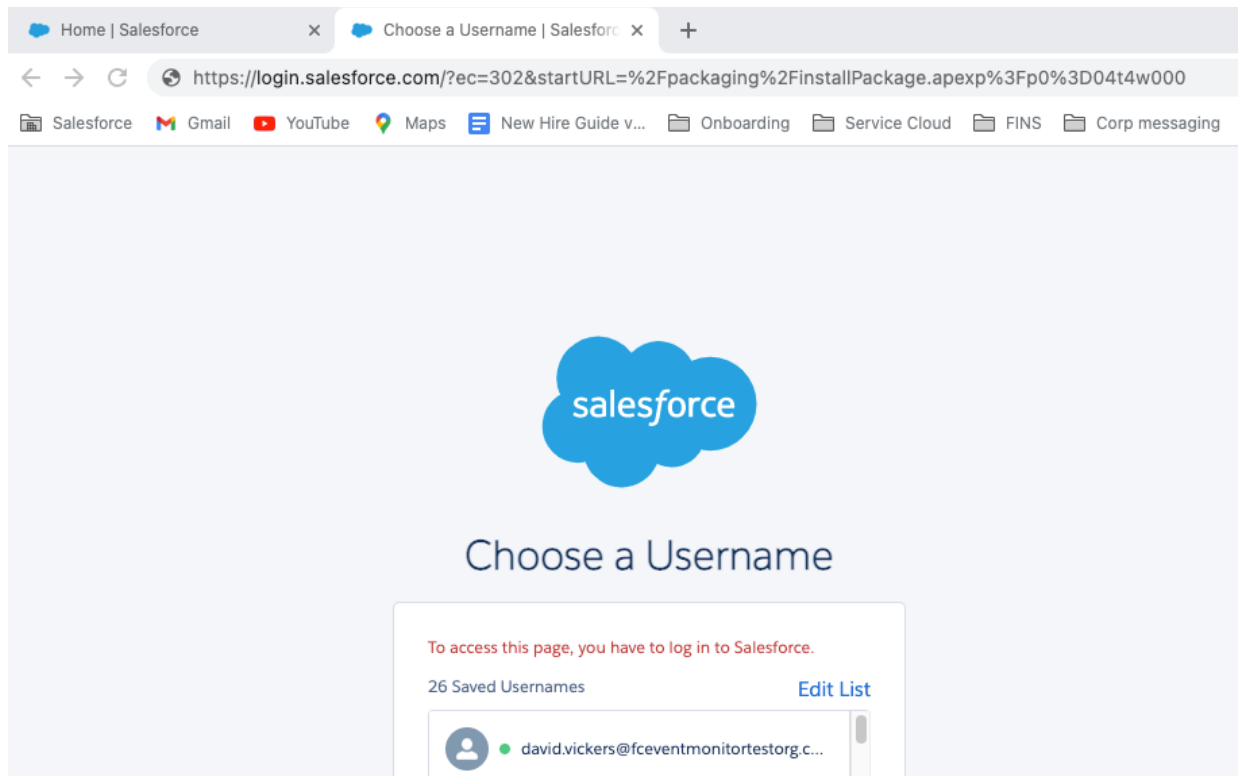 Home | Salesforce
Choose a Username | Salesforc
https://login.salesforce.com/?ec=302&startURL=%2Fpackaging%2FinstallPackage.apexp%3Fp0%3D04t4w000
Salesforce Gmail YouTube Maps New Hire Guide v... Onboarding Service Cloud FINS Corp messaging
salesforce
Choose a Username
To access this page, you have to log in to Salesforce.
26 Saved Usernames Edit List
david.vickers@fceventmonitortestorg.c...